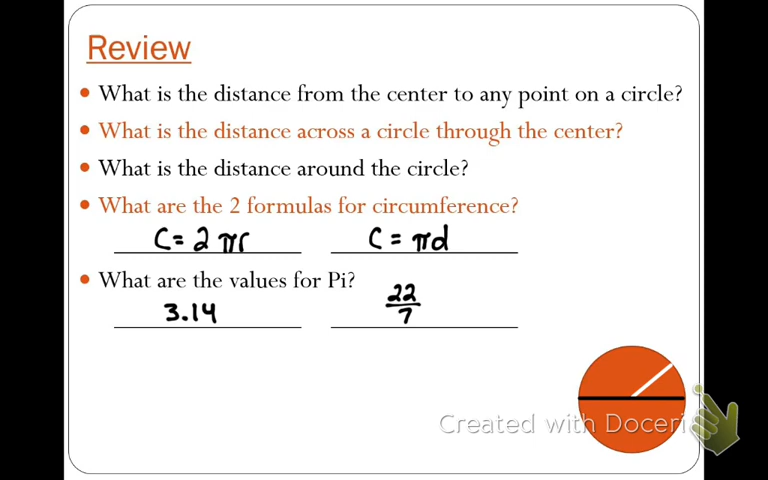 Review
• What is the distance from the center to any point on a circle?
• What is the distance across a circle through the center?
• What is the distance around the circle?
• What are the 2 formulas for circumference?
C = 2πr C = πd
• What are the values for Pi?
3.14 22/7
Created with Doceri